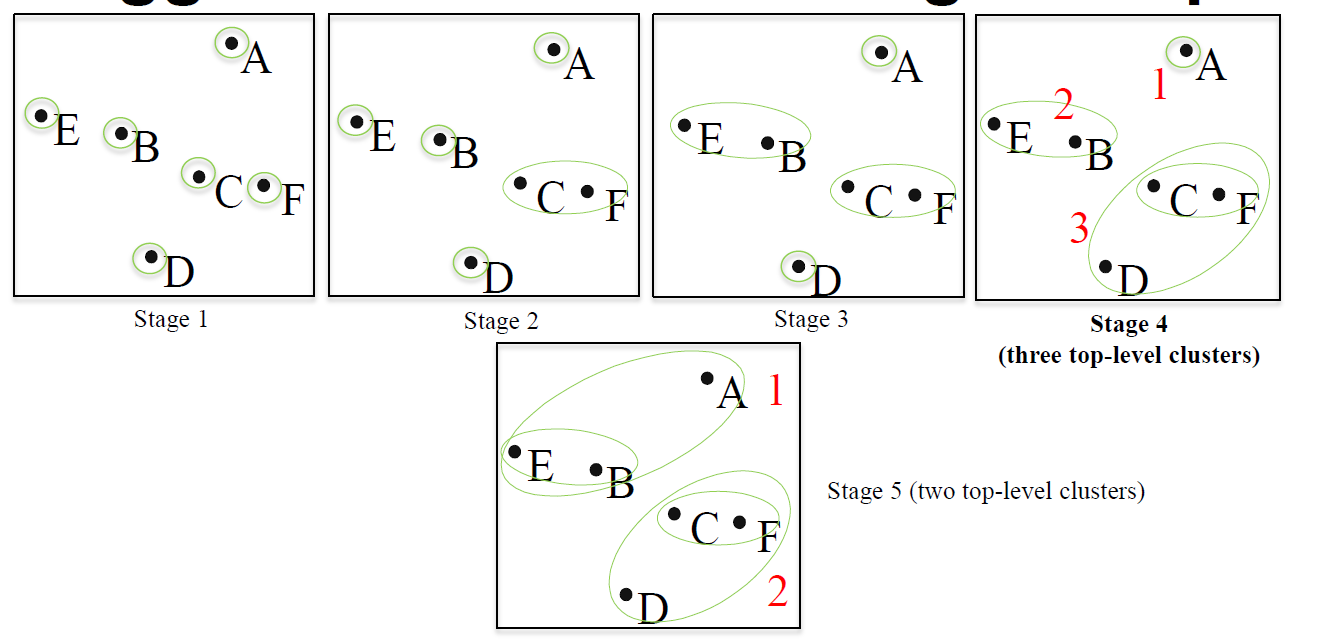 A
E
B
C
F
D
Stage 1
A
E
B
C
F
D
Stage 2
A
E
B
C
F
D
Stage 3
A
1
2
E
B
C
F
3
D
Stage 4
(three top-level clusters)
A 1
E
B
C
F
2
D
Stage 5 (two top-level clusters)